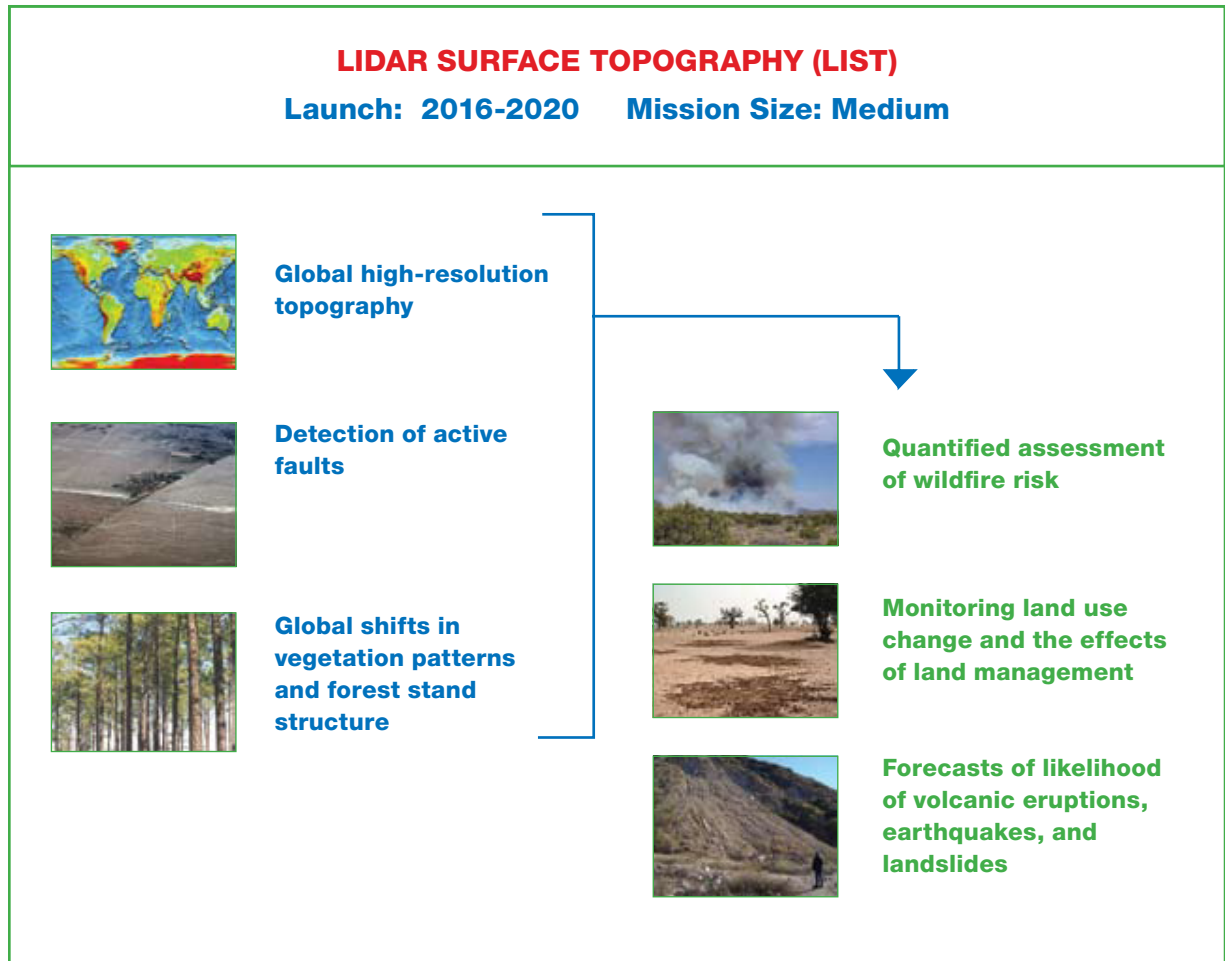 LIDAR SURFACE TOPOGRAPHY (LIST)
Launch: 2016-2020 Mission Size: Medium
Global high-resolution
topography
Detection of active
faults
Global shifts in
vegetation patterns
and forest stand
structure
Quantified assessment
of wildfire risk
Monitoring land use
change and the effects
of land management
Forecasts of likelihood
of volcanic eruptions,
earthquakes, and
landslides